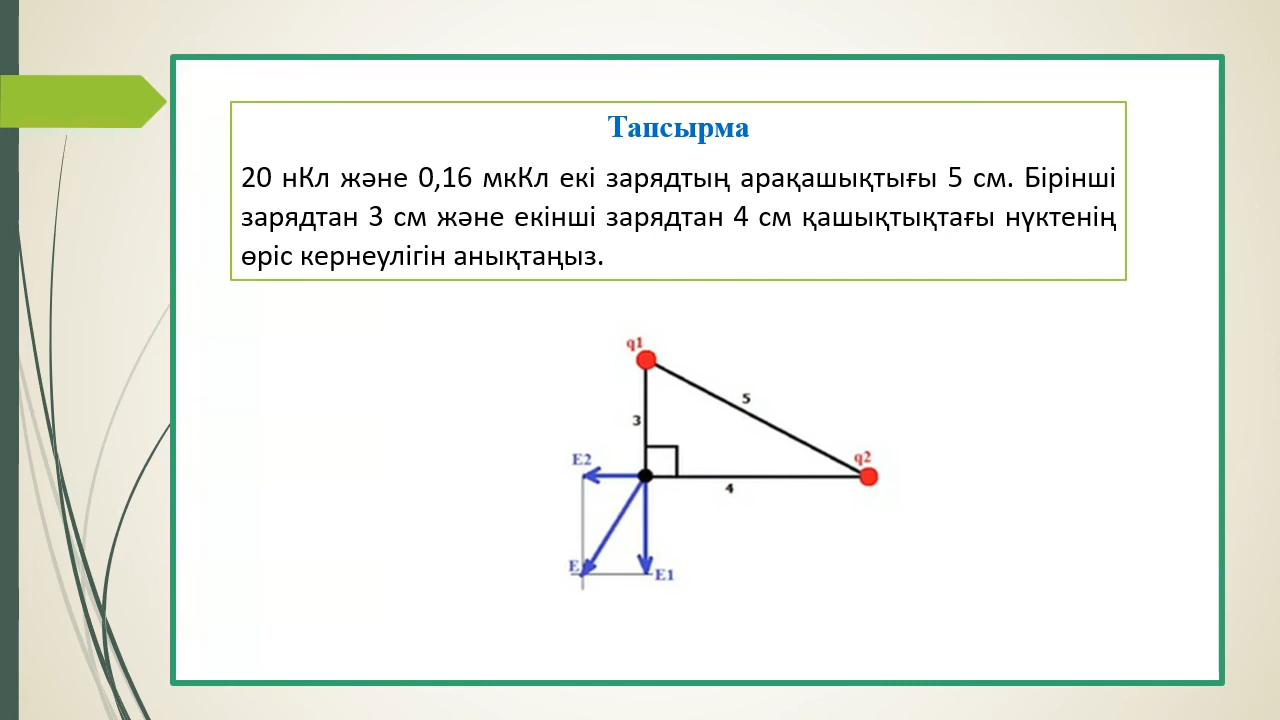 Тапсырма
20 нКл және 0,16 мкКл екі зарядтың арақашықтығы 5 см. Бірінші
зарядтан 3 см және екінші зарядтан 4 см қашықтықтағы нүктенің
өріс кернеулігін анықтаңыз.
q1
5
3
q2
E2
4
E
E1